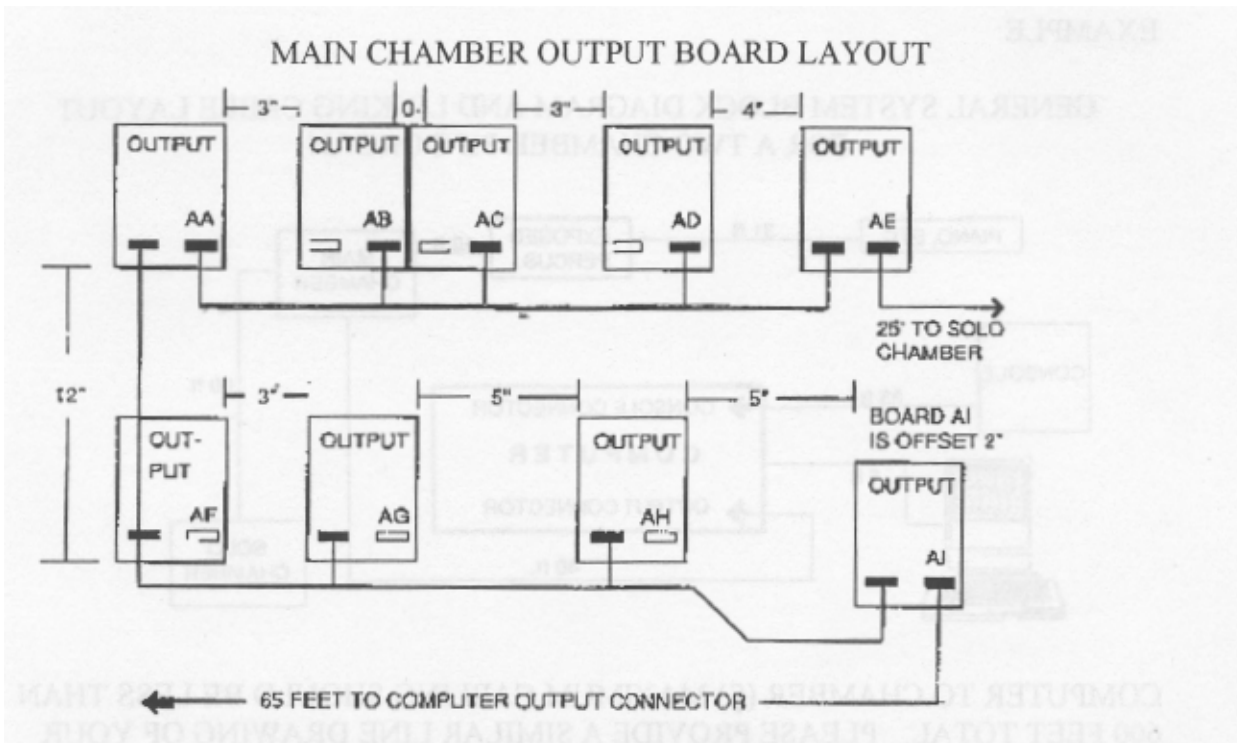 MAIN CHAMBER OUTPUT BOARD LAYOUT
3" 0 3" 4"
OUTPUT OUTPUT OUTPUT OUTPUT OUTPUT
AA AB AC AD AE
25' TO SOLO
CHAMBER
12"
3" 5" 5"
BOARD AI
IS OFFSET 2"
OUT-
PUT
OUTPUT OUTPUT OUTPUT
AF AG AH
AI
65 FEET TO COMPUTER OUTPUT CONNECTOR